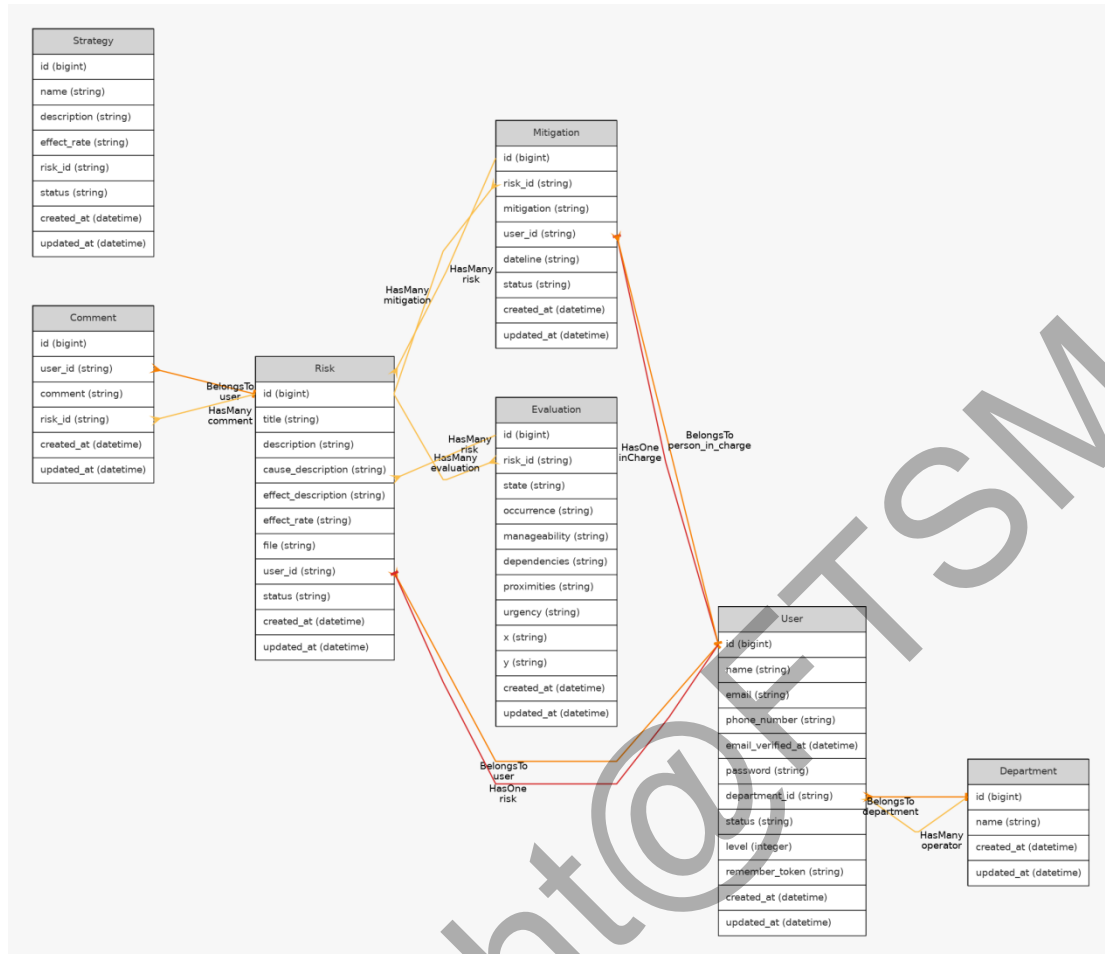 Strategy
id (bigint)
name (string)
description (string)
effect_rate (string)
risk_id (string)
status (string)
created_at (datetime)
updated_at (datetime)
Comment
id (bigint)
user_id (string)
comment (string)
risk_id (string)
created_at (datetime)
updated_at (datetime)
BelongsTo
user
HasMany
comment
Risk
id (bigint)
title (string)
description (string)
cause_description (string)
effect_description (string)
effect_rate (string)
file (string)
user_id (string)
status (string)
created_at (datetime)
updated_at (datetime)
HasMany
mitigation
HasMany
risk
Mitigation
id (bigint)
risk_id (string)
mitigation (string)
user_id (string)
dateline (string)
status (string)
created_at (datetime)
updated_at (datetime)
HasMany
risk
HasMany
evaluation
Evaluation
id (bigint)
risk_id (string)
state (string)
occurrence (string)
manageability (string)
dependencies (string)
proximities (string)
urgency (string)
x (string)
y (string)
created_at (datetime)
updated_at (datetime)
HasOne
inCharge
BelongsTo
person_in_charge
BelongsTo
user
HasOne
risk
User
id (bigint)
name (string)
email (string)
phone_number (string)
email_verified_at (datetime)
password (string)
department_id (string)
status (string)
level (integer)
remember_token (string)
created_at (datetime)
updated_at (datetime)
BelongsTo
department
HasMany
operator
Department
id (bigint)
name (string)
created_at (datetime)
updated_at (datetime)
ht@FTSM